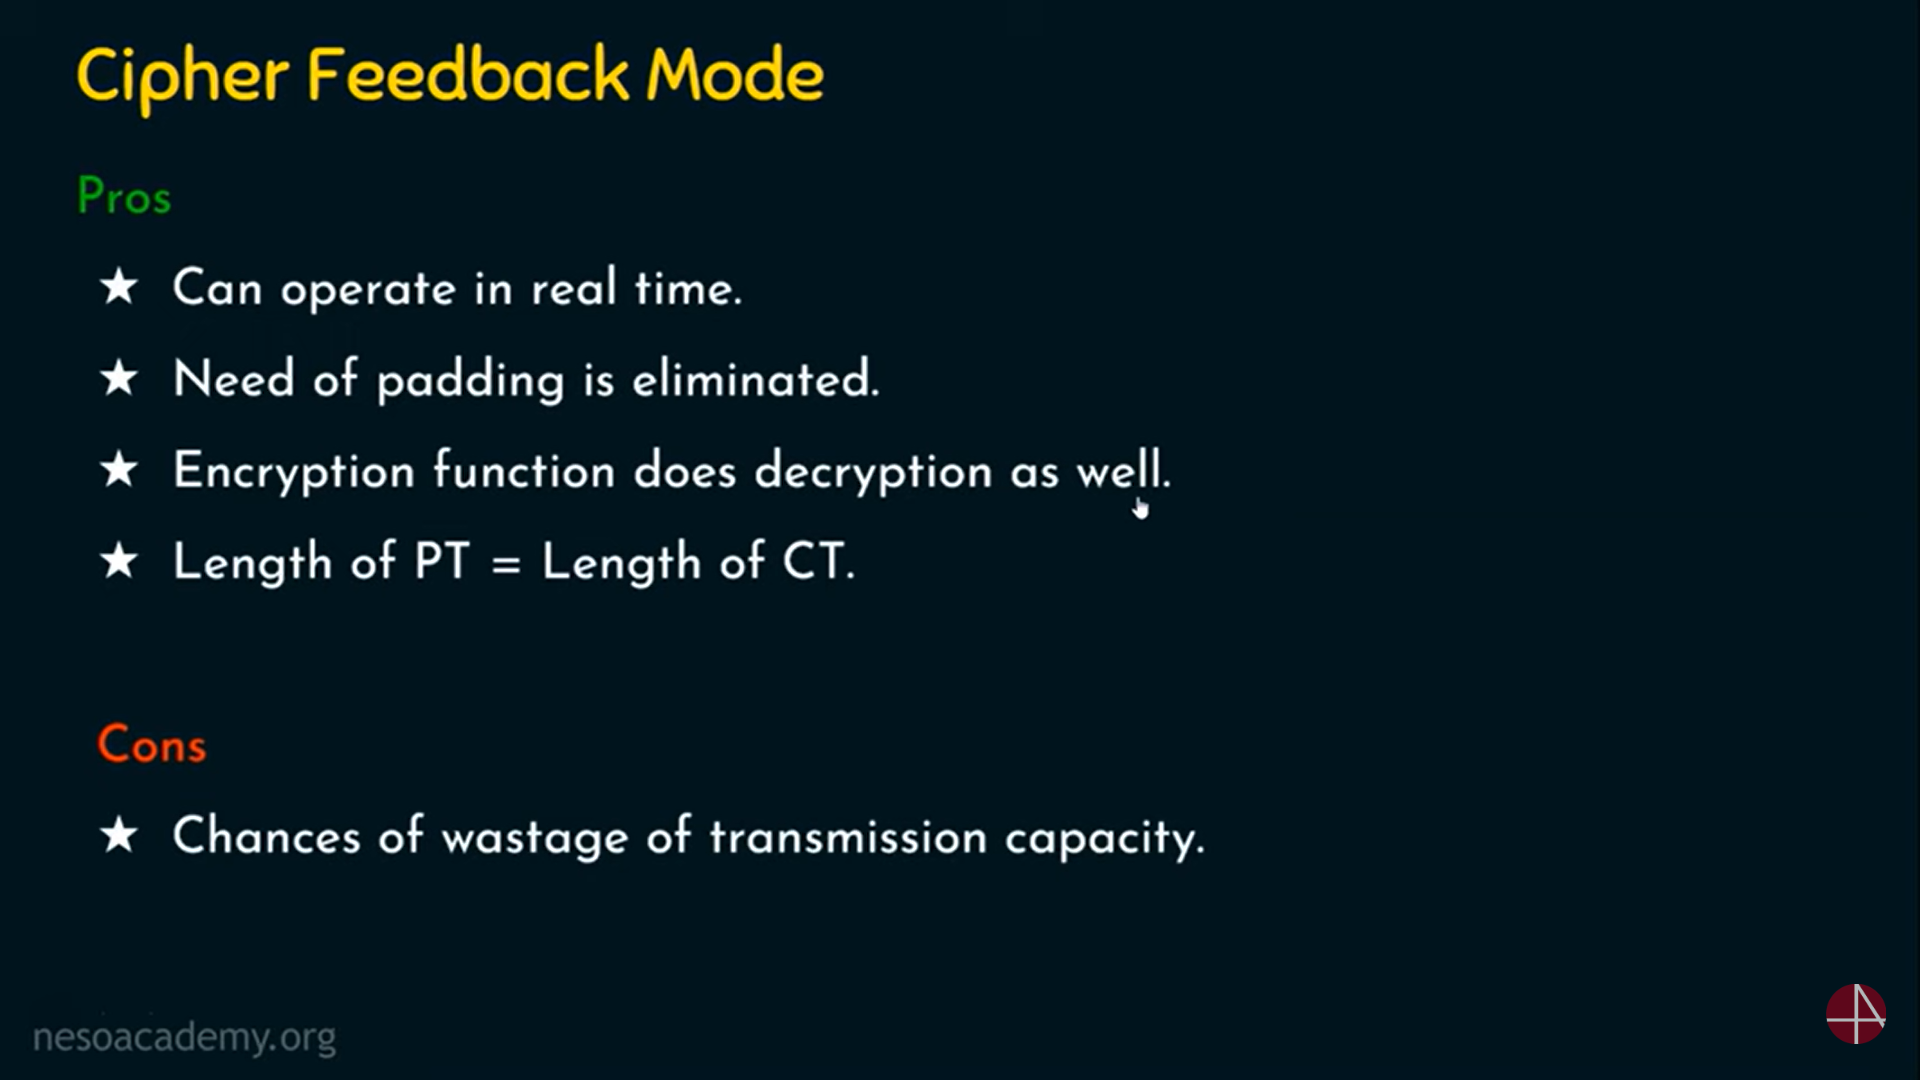 Cipher Feedback Mode
Pros
★ Can operate in real time.
★ Need of padding is eliminated.
★ Encryption function does decryption as well.
★ Length of PT = Length of CT.
Cons
★ Chances of wastage of transmission capacity.
nesoacademy.org